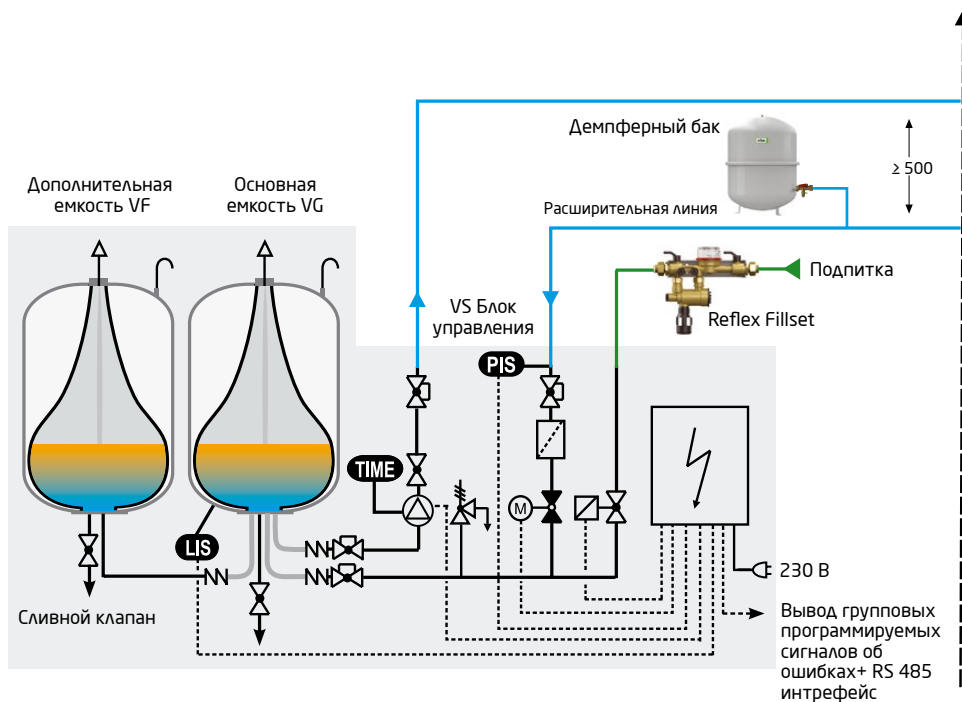 Демпферный бак
≥ 500
Дополнительная
емкость VF
Основная
емкость VG
Расширительная линия
Подпитка
VS Блок
управления
Reflex Fillset
PIS
TIME
M
LIS
230 В
Сливной клапан
Вывод групповых
программируемых
сигналов об
ошибках+ RS 485
интрефейс